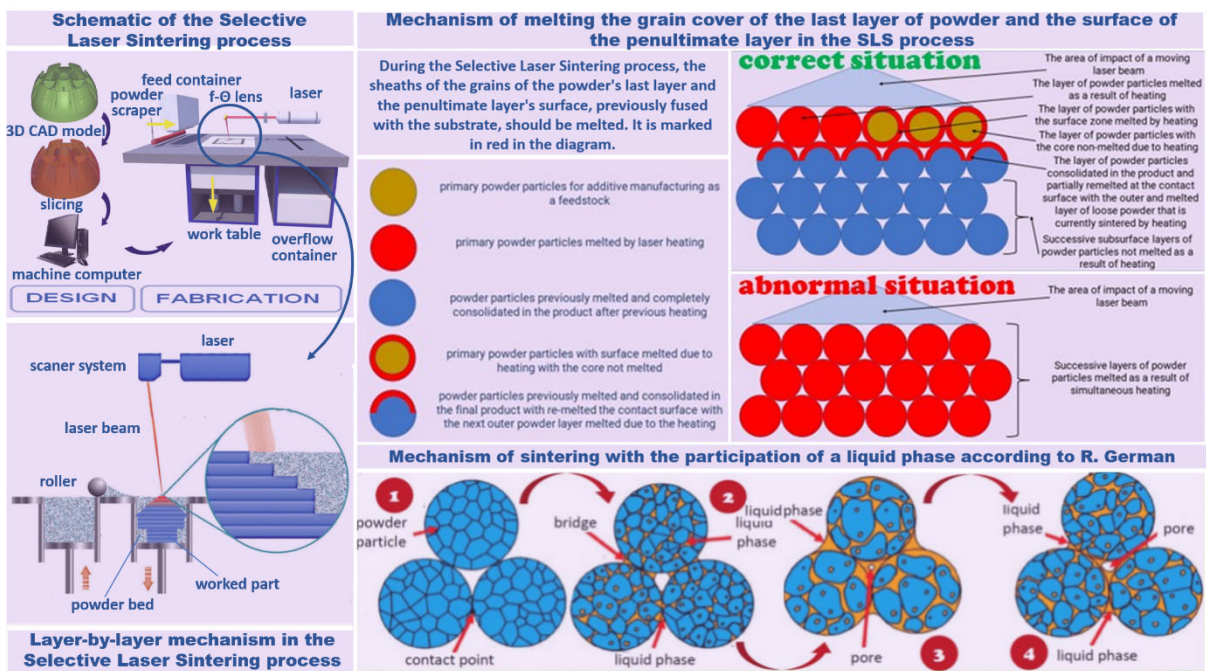 Schematic of the Selective
Laser Sintering process
feed container
powder
scraper
f-Θ lens
laser
3D CAD model
slicing
work table
overflow
container
machine computer
DESIGN
FABRICATION
laser
scaner system
laser beam
roller
worked part
powder bed
Layer-by-layer mechanism in the
Selective Laser Sintering process
Mechanism of melting the grain cover of the last layer of powder and the surface of
the penultimate layer in the SLS process
During the Selective Laser Sintering process, the
sheaths of the grains of the powder's last layer and
the penultimate layer's surface, previously fused
with the substrate, should be melted. It is marked
in red in the diagram.
primary powder particles for additive manufacturing as
a feedstock
primary powder particles melted by laser heating
powder particles previously melted and completely
consolidated in the product after previous heating
primary powder particles with surface melted due to
heating with the core not melted
powder particles previously melted and consolidated in
the final product with re-melted the contact surface with
the next outer powder layer melted due to the heating
correct situation
The area of impact of a moving
laser beam
The layer of powder particles melted
as a result of heating
The layer of powder particles with
the surface zone melted by heating
The layer of powder particles with
the core non-melted due to heating
The layer of powder particles
consolidated in the product and
partially remelted at the contact
surface with the outer and melted
layer of loose powder that is
currently sintered by heating
Successive subsurface layers of
powder particles not melted as a
result of heating
abnormal situation
The area of impact of a moving
laser beam
Successive layers of powder
particles melted as a result of
simultaneous heating
Mechanism of sintering with the participation of a liquid phase according to R. German
1
powder
particle
contact point
2
bridge
liquid
phase
liquid phase
liquid phase
pore
3
liquid
phase
pore
4
liquid phase